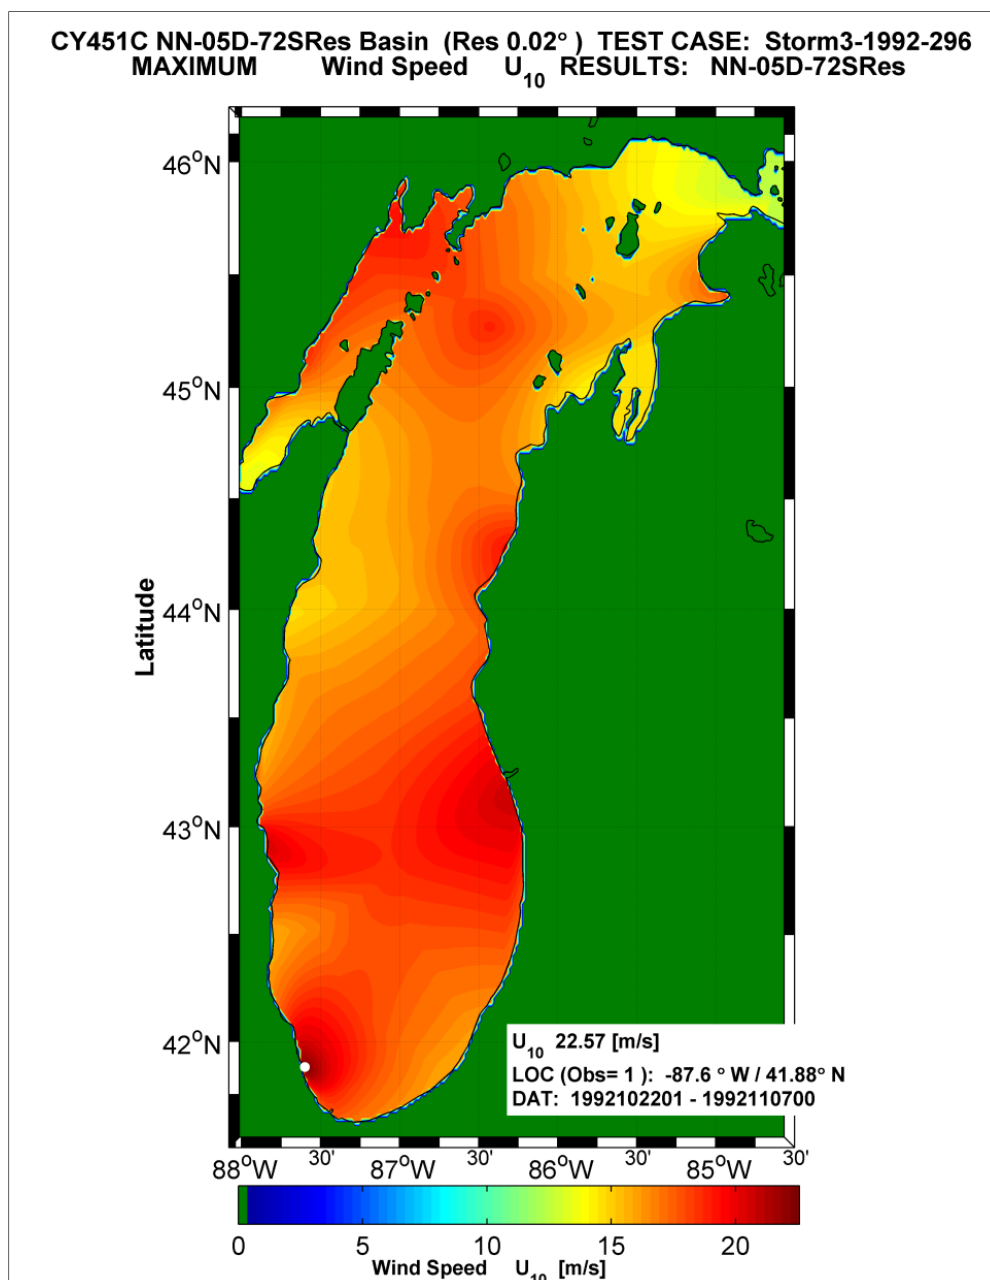 CY451C NN-05D-72SRes Basin (Res 0.02° ) TEST CASE: Storm3-1992-296
MAXIMUM Wind Speed U10 RESULTS: NN-05D-72SRes
46°N
45°N
44°N
43°N
42°N
Latitude
U10 22.57 [m/s]
LOC (Obs= 1 ): -87.6 ° W / 41.88° N
DAT: 1992102201 - 1992110700
88°W 30' 87°W 30' 86°W 30' 85°W 30'
0 5 10 15 20
Wind Speed U10 [m/s]